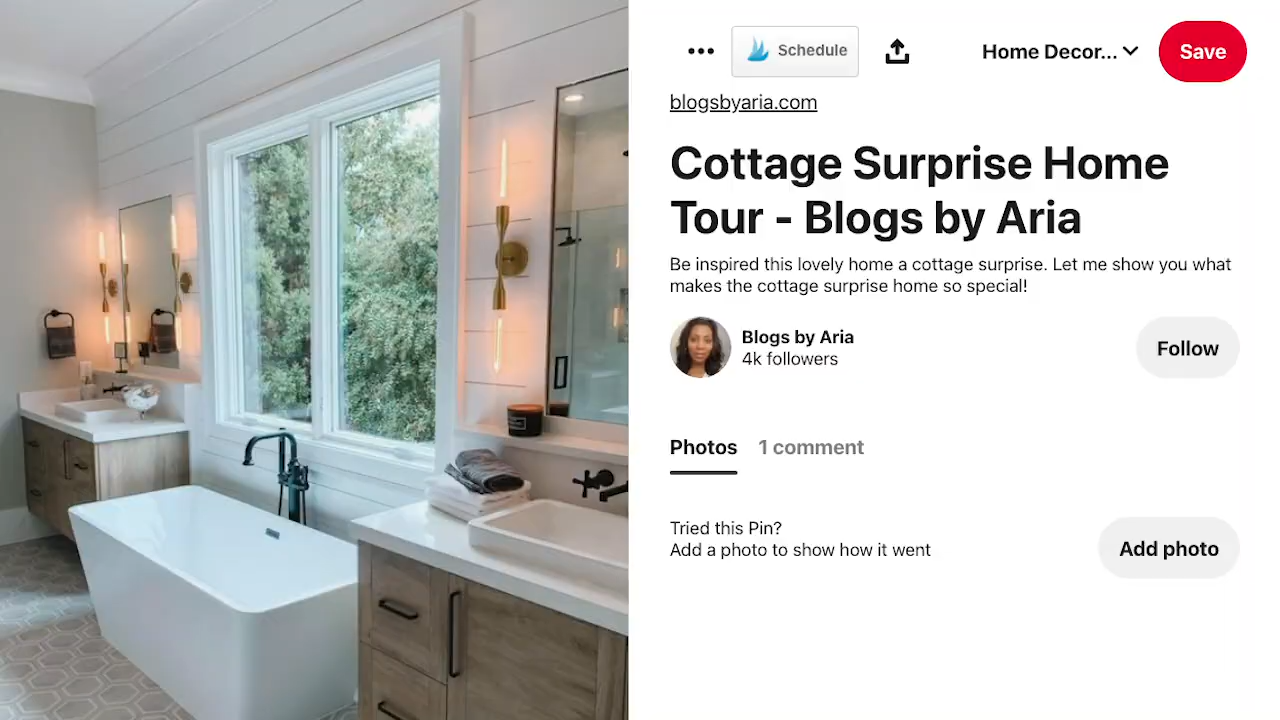 Schedule
Home Decor...
Save
blogsbyaria.com
Cottage Surprise Home
Tour - Blogs by Aria
Be inspired this lovely home a cottage surprise. Let me show you what
makes the cottage surprise home so special!
Blogs by Aria
4k followers
Follow
Photos 1 comment
Tried this Pin?
Add a photo to show how it went
Add photo